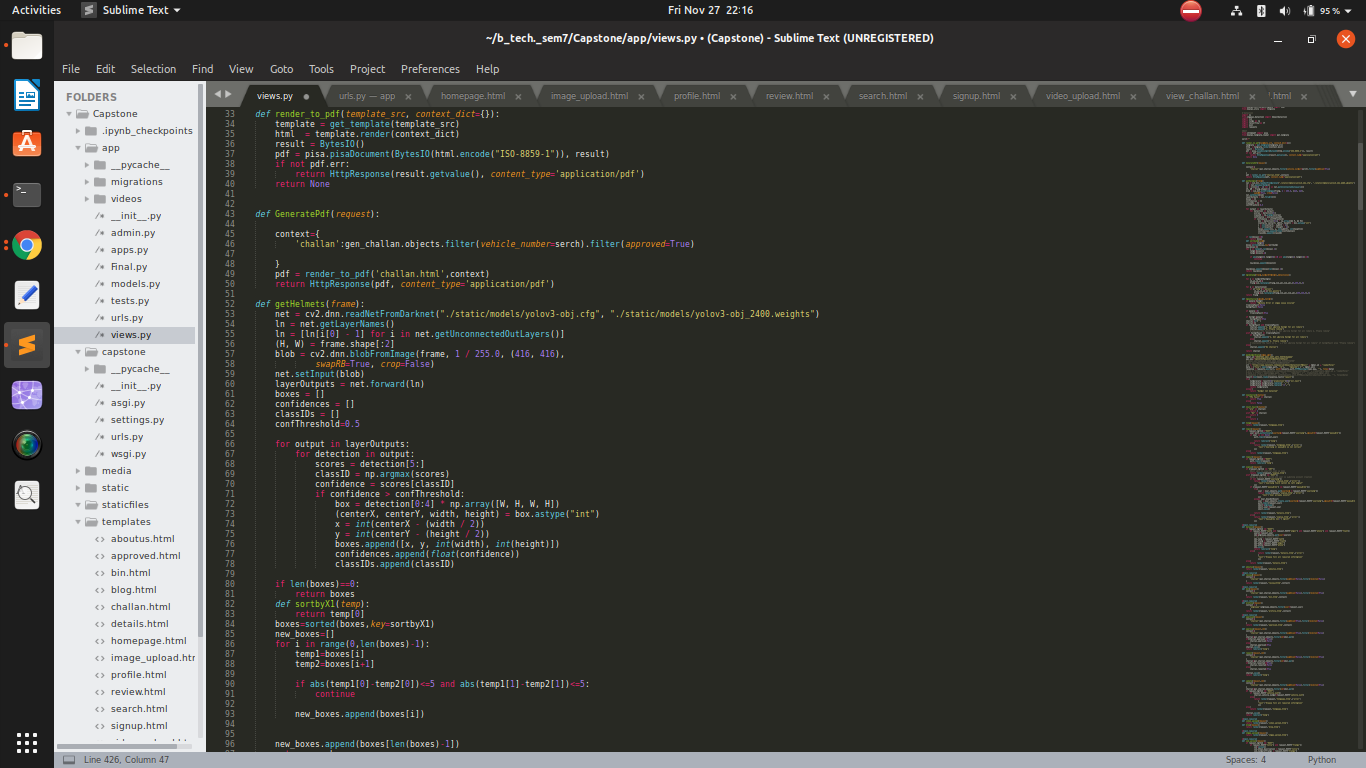 Activities
Sublime Text
Fri Nov 27 22:16
95 %
~/b_tech._sem7/Capstone/app/views.py • (Capstone) - Sublime Text (UNREGISTERED)
File Edit Selection Find View Goto Tools Project Preferences Help
FOLDERS
Capstone
.ipynb_checkpoints
app
__pycache__
migrations
videos
__init__.py
admin.py
apps.py
Final.py
models.py
tests.py
urls.py
views.py
capstone
__pycache__
__init__.py
asgi.py
settings.py
urls.py
wsgi.py
media
static
staticfiles
templates
aboutus.html
approved.html
bin.html
blog.html
challan.html
details.html
homepage.html
image_upload.htr
profile.html
review.html
search.html
signup.html
views.py
urls.py — app
homepage.html
image_upload.html
profile.html
review.html
search.html
signup.html
video_upload.html
view_challan.html
'.html
33 def render_to_pdf(template_src, context_dict={}):
34 template = get_template(template_src)
35 html  = template.render(context_dict)
36 result = BytesIO()
37 pdf = pisa.pisaDocument(BytesIO(html.encode("ISO-8859-1")), result)
38 if not pdf.err:
39 return HttpResponse(result.getvalue(), content_type='application/pdf')
40 return None
41
42
43 def GeneratePdf(request):
44
45 context={
46 'challan':gen_challan.objects.filter(vehicle_number=serch).filter(approved=True)
47
48 }
49 pdf = render_to_pdf('challan.html',context)
50 return HttpResponse(pdf, content_type='application/pdf')
51
52 def getHelmets(frame):
53 net = cv2.dnn.readNetFromDarknet("./static/models/yolov3-obj.cfg", "./static/models/yolov3-obj_2400.weights")
54 ln = net.getLayerNames()
55 ln = [ln[i[0] - 1] for i in net.getUnconnectedOutLayers()]
56 (H, W) = frame.shape[:2]
57 blob = cv2.dnn.blobFromImage(frame, 1 / 255.0, (416, 416),
58 swapRB=True, crop=False)
59 net.setInput(blob)
60 layerOutputs = net.forward(ln)
61 boxes = []
62 confidences = []
63 classIDs = []
64 confThreshold=0.5
65
66 for output in layerOutputs:
67 for detection in output:
68 scores = detection[5:]
69 classID = np.argmax(scores)
70 confidence = scores[classID]
71 if confidence > confThreshold:
72 box = detection[0:4] * np.array([W, H, W, H])
73 (centerX, centerY, width, height) = box.astype("int")
74 x = int(centerX - (width / 2))
75 y = int(centerY - (height / 2))
76 boxes.append([x, y, int(width), int(height)])
77 confidences.append(float(confidence))
78 classIDs.append(classID)
79
80 if len(boxes)==0:
81 return boxes
82 def sortbyX1(temp):
83 return temp[0]
84 boxes=sorted(boxes,key=sortbyX1)
85 new_boxes=[]
86 for i in range(0,len(boxes)-1):
87 temp1=boxes[i]
88 temp2=boxes[i+1]
89
90 if abs(temp1[0]-temp2[0])<=5 and abs(temp1[1]-temp2[1])<=5:
91 continue
92
93 new_boxes.append(boxes[i])
94
95
96 new_boxes.append(boxes[len(boxes)-1])
Line 426, Column 47
Spaces: 4
Python